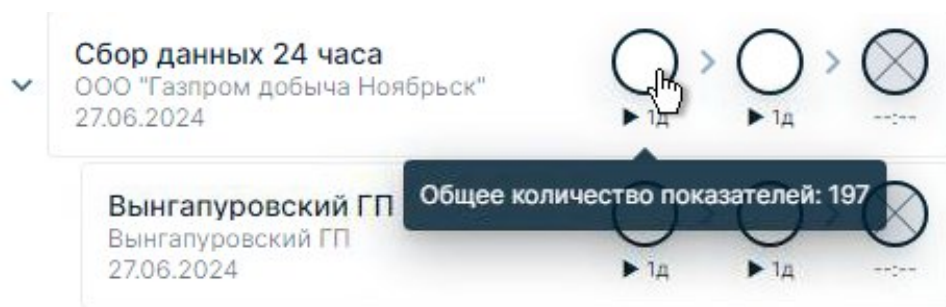 Сбор данных 24 часа
ООО "Газпром добыча Ноябрьск"
27.06.2024
▶ 1д ▶ 1д --:--
Общее количество показателей: 197
Вынгапуровский ГП
Вынгапуровский ГП
27.06.2024
▶ 1д ▶ 1д --:--